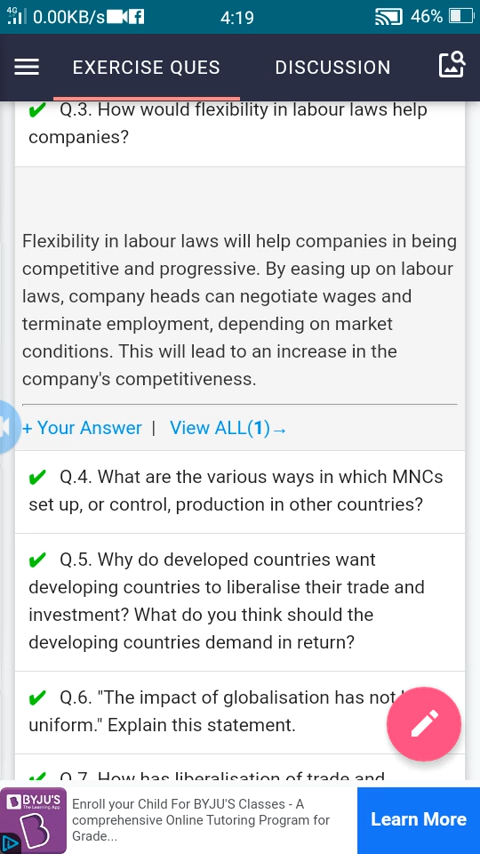 4G 0.00KB/s 4:19 46%
EXERCISE QUES DISCUSSION
Q.3. How would flexibility in labour laws help
companies?
Flexibility in labour laws will help companies in being
competitive and progressive. By easing up on labour
laws, company heads can negotiate wages and
terminate employment, depending on market
conditions. This will lead to an increase in the
company's competitiveness.
+ Your Answer | View ALL(1)→
Q.4. What are the various ways in which MNCs
set up, or control, production in other countries?
Q.5. Why do developed countries want
developing countries to liberalise their trade and
investment? What do you think should the
developing countries demand in return?
Q.6. "The impact of globalisation has not
uniform." Explain this statement.
Q.7. How has liberalisation of trade and
BYJU'S
The Learning App
Enroll your Child For BYJU'S Classes - A
comprehensive Online Tutoring Program for
Grade...
Learn More